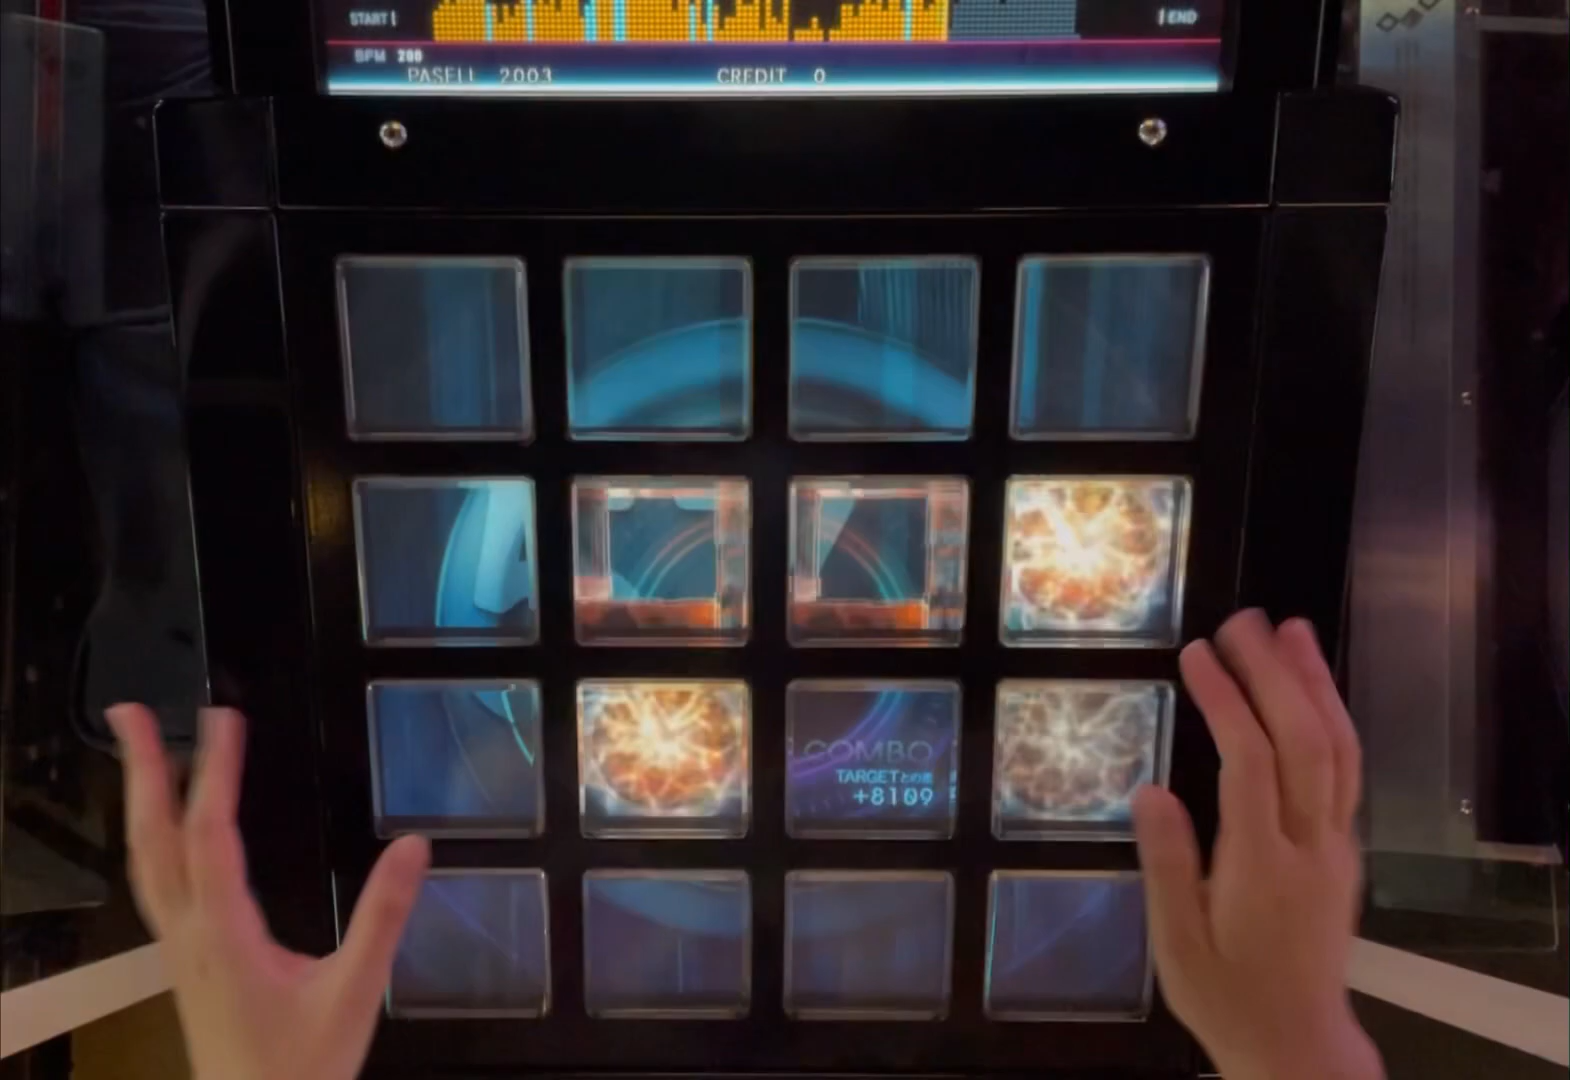 START
END
BPM 200
PASELI 2003 CREDIT 0
COMBO
TARGETとの差
+8109